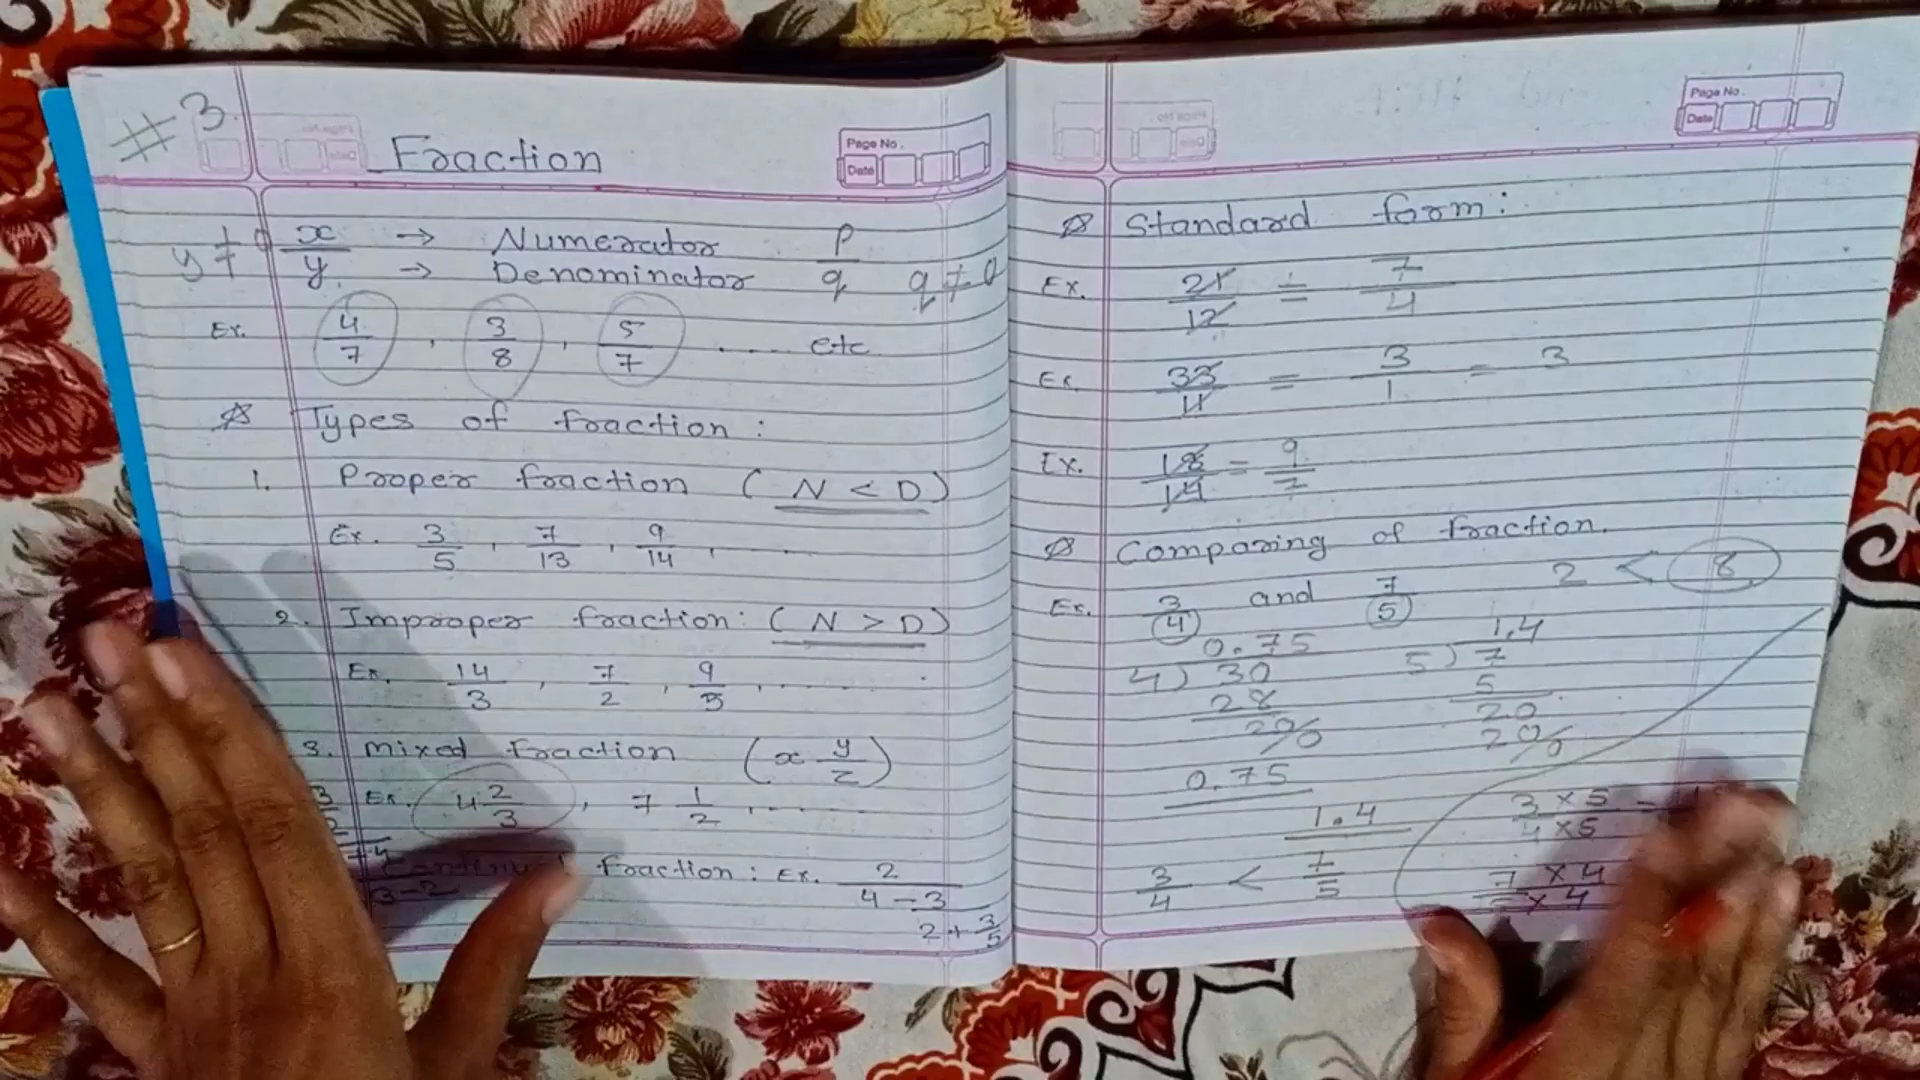 #3
Fraction
Page No.
Date
y ≠ 0 x/y → Numerator p/q q ≠ 0
→ Denominator
Ex. 4/7 , 3/8 , 5/7 ..... etc
Types of fraction:
1. Proper fraction (N < D)
Ex. 3/5 , 7/13 , 9/14 , .....
2. Improper fraction: (N > D)
Ex. 14/3 , 7/2 , 9/5 , .......
3. Mixed fraction (x y/z)
Ex. 4 2/3 , 7 1/2 , ....
fraction: Ex. 2
4 - 3
2 + 3/5
3 - 2
Page No.
Date
Standard form:
Ex. 21/12 = 7/4
Ex. 33/11 = 3/1 = 3
Ex. 18/14 = 9/7
Comparing of fraction.
2 < 8
Ex. 3/4 and 7/5
0.75
4) 30
28
20
1.4
5) 7
5
20
20
0.75
1.4
3/4 < 7/5
3 × 5 =
4 × 5
7 × 4
× 4